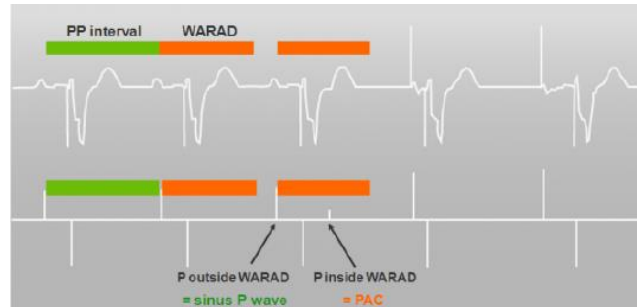 PP interval WARAD
P outside WARAD P inside WARAD
= sinus P wave = PAC